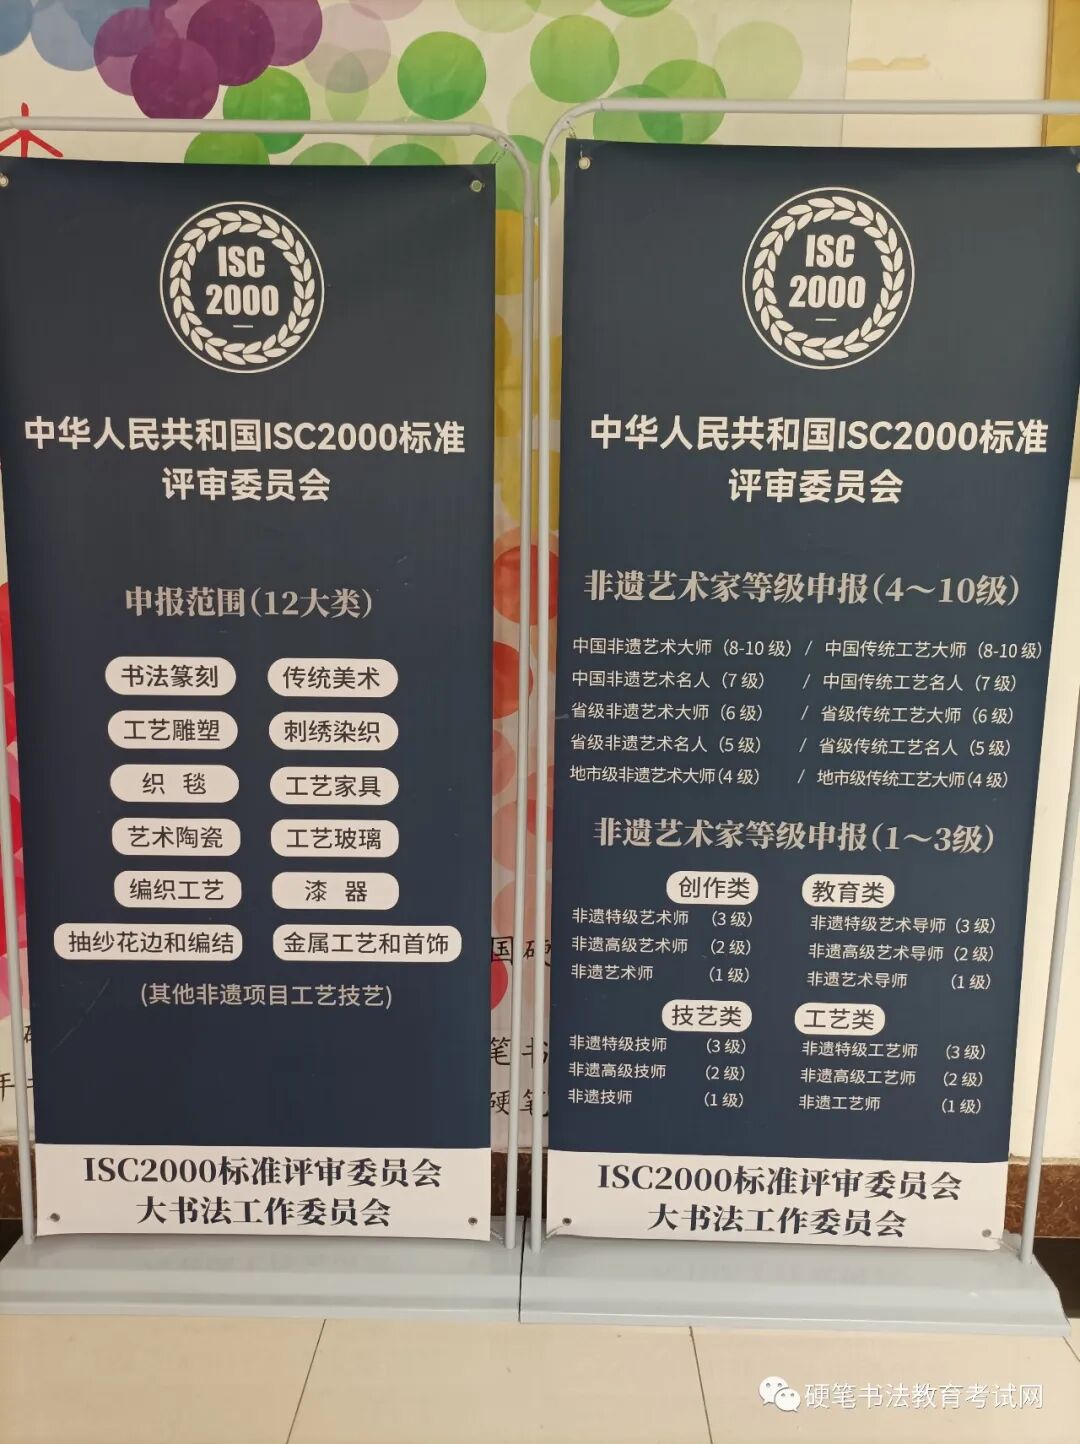 ISC
2000
中华人民共和国ISC2000标准
评审委员会
申报范围(12大类)
书法篆刻 传统美术
工艺雕塑 刺绣染织
织 毯 工艺家具
艺术陶瓷 工艺玻璃
编织工艺 漆 器
抽纱花边和编结 金属工艺和首饰
(其他非遗项目工艺技艺)
ISC2000标准评审委员会
大书法工作委员会
ISC
2000
中华人民共和国ISC2000标准
评审委员会
非遗艺术家等级申报(4～10级)
中国非遗艺术大师（8-10 级）/ 中国传统工艺大师（8-10 级）
中国非遗艺术名人（7 级） / 中国传统工艺名人（7 级）
省级非遗艺术大师（6 级） / 省级传统工艺大师（6 级）
省级非遗艺术名人（5 级） / 省级传统工艺名人（5 级）
地市级非遗艺术大师(4 级） / 地市级传统工艺大师(4 级）
非遗艺术家等级申报(1～3级)
创作类 教育类
非遗特级艺术师 （3 级） 非遗特级艺术导师（3 级）
非遗高级艺术师 （2 级） 非遗高级艺术导师（2 级）
非遗艺术师 （1 级） 非遗艺术导师 （1 级）
技艺类 工艺类
非遗特级技师 （3 级） 非遗特级工艺师 （3 级）
非遗高级技师 （2 级） 非遗高级工艺师 （2 级）
非遗技师 （1 级） 非遗工艺师 （1 级）
ISC2000标准评审委员会
大书法工作委员会
国硬
笔书
硬笔
硬笔书法教育考试网